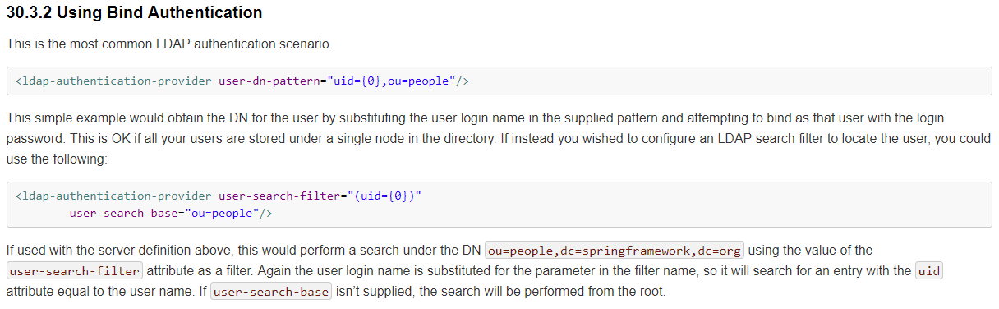 30.3.2 Using Bind Authentication
This is the most common LDAP authentication scenario.
<ldap-authentication-provider user-dn-pattern="uid={0},ou=people"/>
This simple example would obtain the DN for the user by substituting the user login name in the supplied pattern and attempting to bind as that user with the login
password. This is OK if all your users are stored under a single node in the directory. If instead you wished to configure an LDAP search filter to locate the user, you could
use the following:
<ldap-authentication-provider user-search-filter="(uid={0})"
user-search-base="ou=people"/>
If used with the server definition above, this would perform a search under the DN ou=people,dc=springframework,dc=org using the value of the
user-search-filter attribute as a filter. Again the user login name is substituted for the parameter in the filter name, so it will search for an entry with the uid
attribute equal to the user name. If user-search-base isn’t supplied, the search will be performed from the root.